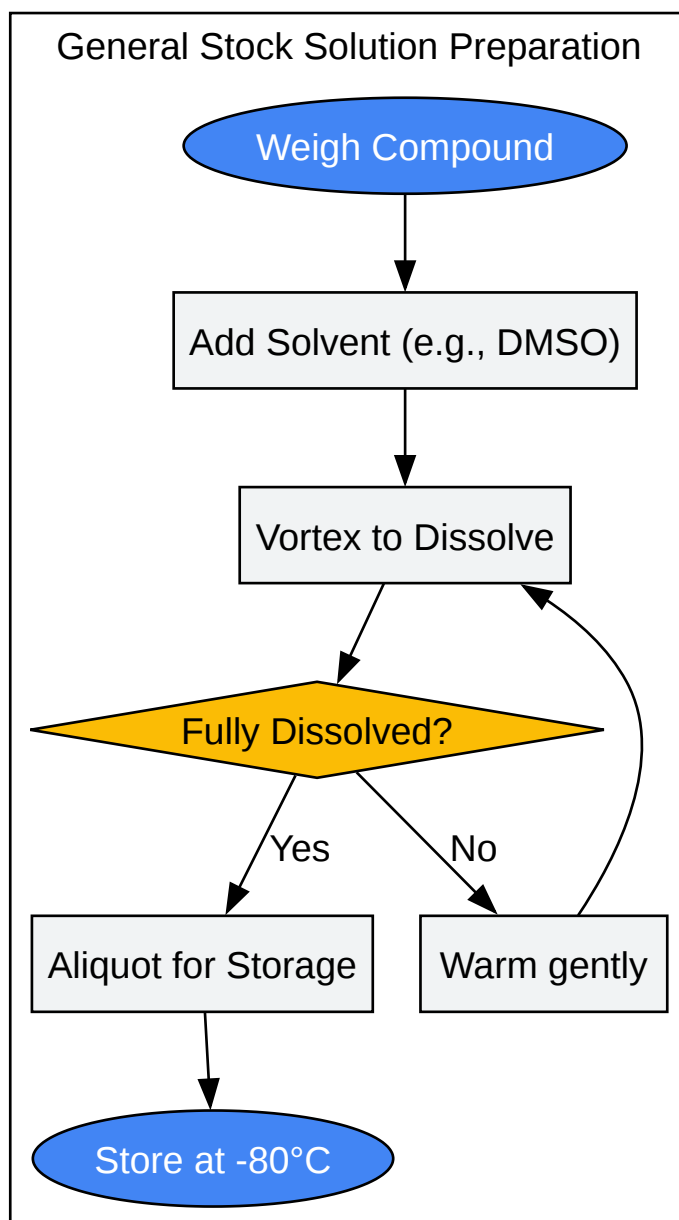 General Stock Solution Preparation
Weigh Compound
Add Solvent (e.g., DMSO)
Vortex to Dissolve
Fully Dissolved?
Yes
No
Aliquot for Storage
Warm gently
Store at -80°C